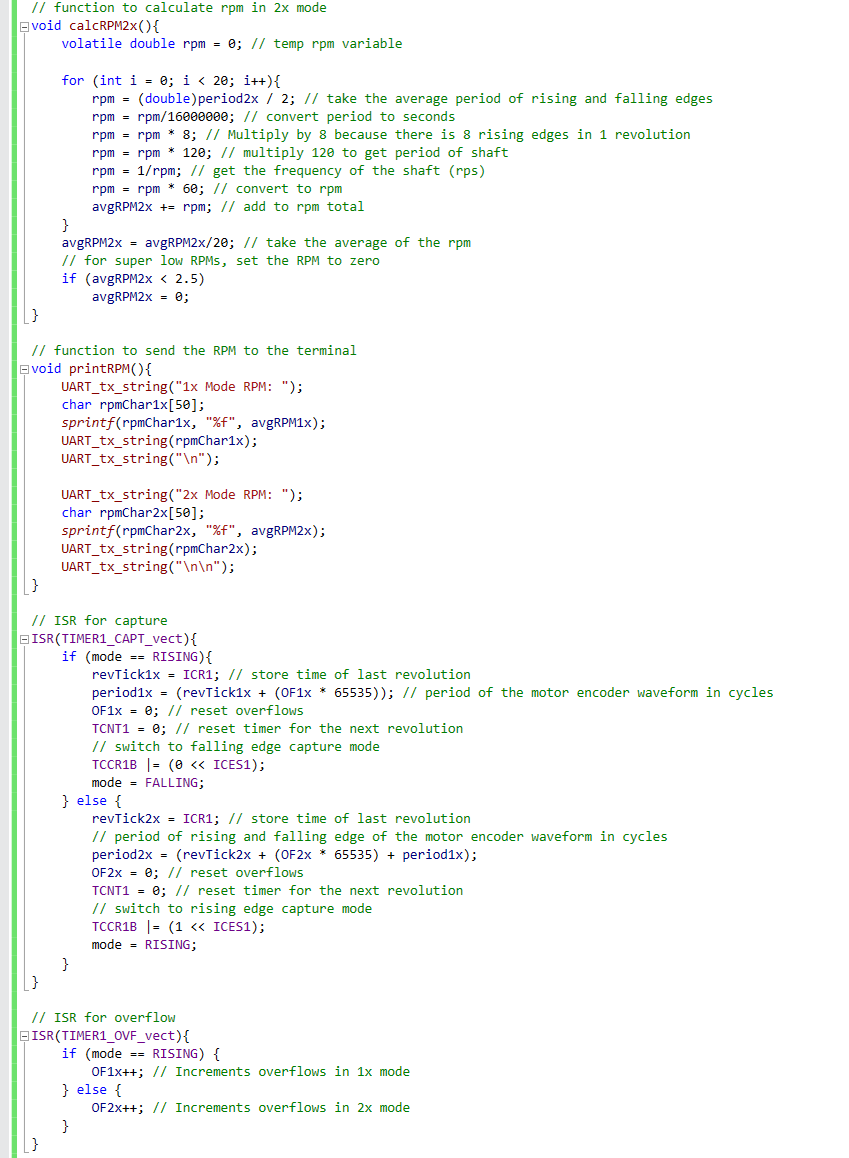 // function to calculate rpm in 2x mode
void calcRPM2x(){
    volatile double rpm = 0; // temp rpm variable

    for (int i = 0; i < 20; i++){
        rpm = (double)period2x / 2; // take the average period of rising and falling edges
        rpm = rpm/16000000; // convert period to seconds
        rpm = rpm * 8; // Multiply by 8 because there is 8 rising edges in 1 revolution
        rpm = rpm * 120; // multiply 120 to get period of shaft
        rpm = 1/rpm; // get the frequency of the shaft (rps)
        rpm = rpm * 60; // convert to rpm
        avgRPM2x += rpm; // add to rpm total
    }
    avgRPM2x = avgRPM2x/20; // take the average of the rpm
    // for super low RPMs, set the RPM to zero
    if (avgRPM2x < 2.5)
        avgRPM2x = 0;
}

// function to send the RPM to the terminal
void printRPM(){
    UART_tx_string("1x Mode RPM: ");
    char rpmChar1x[50];
    sprintf(rpmChar1x, "%f", avgRPM1x);
    UART_tx_string(rpmChar1x);
    UART_tx_string("\n");

    UART_tx_string("2x Mode RPM: ");
    char rpmChar2x[50];
    sprintf(rpmChar2x, "%f", avgRPM2x);
    UART_tx_string(rpmChar2x);
    UART_tx_string("\n\n");
}

// ISR for capture
ISR(TIMER1_CAPT_vect){
    if (mode == RISING){
        revTick1x = ICR1; // store time of last revolution
        period1x = (revTick1x + (OF1x * 65535)); // period of the motor encoder waveform in cycles
        OF1x = 0; // reset overflows
        TCNT1 = 0; // reset timer for the next revolution
        // switch to falling edge capture mode
        TCCR1B |= (0 << ICES1);
        mode = FALLING;
    } else {
        revTick2x = ICR1; // store time of last revolution
        // period of rising and falling edge of the motor encoder waveform in cycles
        period2x = (revTick2x + (OF2x * 65535) + period1x);
        OF2x = 0; // reset overflows
        TCNT1 = 0; // reset timer for the next revolution
        // switch to rising edge capture mode
        TCCR1B |= (1 << ICES1);
        mode = RISING;
    }
}

// ISR for overflow
ISR(TIMER1_OVF_vect){
    if (mode == RISING) {
        OF1x++; // Increments overflows in 1x mode
    } else {
        OF2x++; // Increments overflows in 2x mode
    }
}